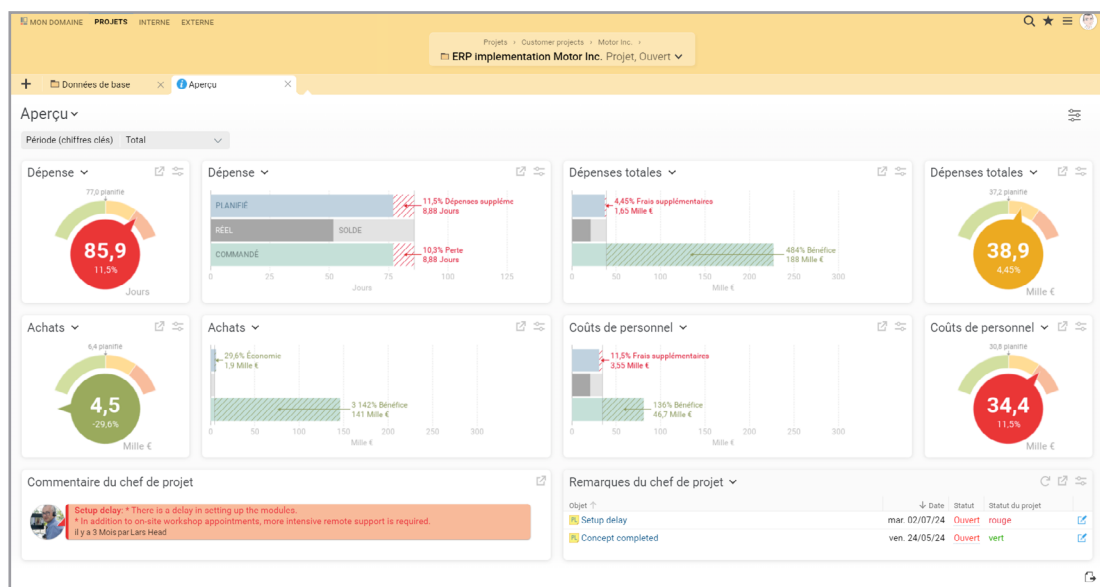 MON DOMAINE PROJETS INTERNE EXTERNE
Projets › Customer projects › Motor Inc. ›
ERP implementation Motor Inc. Projet, Ouvert
+ Données de base × Aperçu ×
Aperçu
Période (chiffres clés) Total
Dépense
77,0 planifié
85,9
11,5%
Jours
Dépense
PLANIFIÉ
11,5% Dépenses suppléme
8,88 Jours
RÉEL SOLDE
COMMANDÉ
10,3% Perte
8,88 Jours
0 25 50 75 100 125
Jours
Dépenses totales
4,45% Frais supplémentaires
1,65 Mille €
484% Bénéfice
188 Mille €
0 50 100 150 200 250 300
Mille €
Dépenses totales
37,2 planifié
38,9
4,45%
Mille €
Achats
6,4 planifié
4,5
-29,6%
Mille €
Achats
29,6% Économie
1,9 Mille €
3 142% Bénéfice
141 Mille €
0 50 100 150 200 250 300
Mille €
Coûts de personnel
11,5% Frais supplémentaires
3,55 Mille €
136% Bénéfice
46,7 Mille €
0 50 100 150 200 250 300
Mille €
Coûts de personnel
30,8 planifié
34,4
11,5%
Mille €
Commentaire du chef de projet
Setup delay: * There is a delay in setting up the modules.
* In addition to on-site workshop appointments, more intensive remote support is required.
il y a 3 Mois par Lars Head
Remarques du chef de projet
Objet ↑ ↓ Date Statut Statut du projet
Setup delay mar. 02/07/24 Ouvert rouge
Concept completed ven. 24/05/24 Ouvert vert